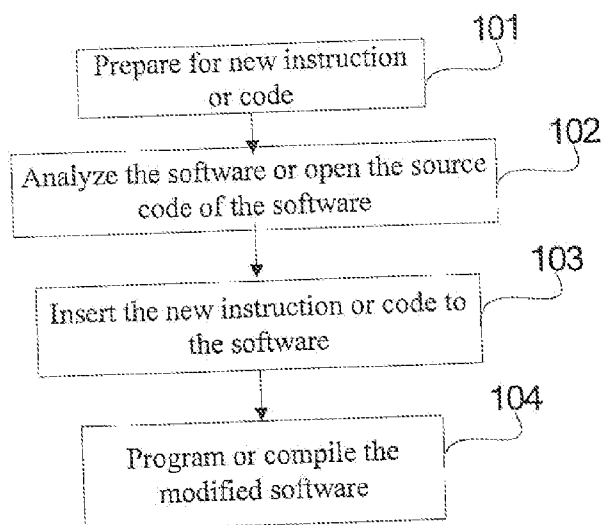 101
Prepare for new instruction
or code
102
Analyze the software or open the source
code of the software
103
Insert the new instruction or code to
the software
104
Program or compile the
modified software